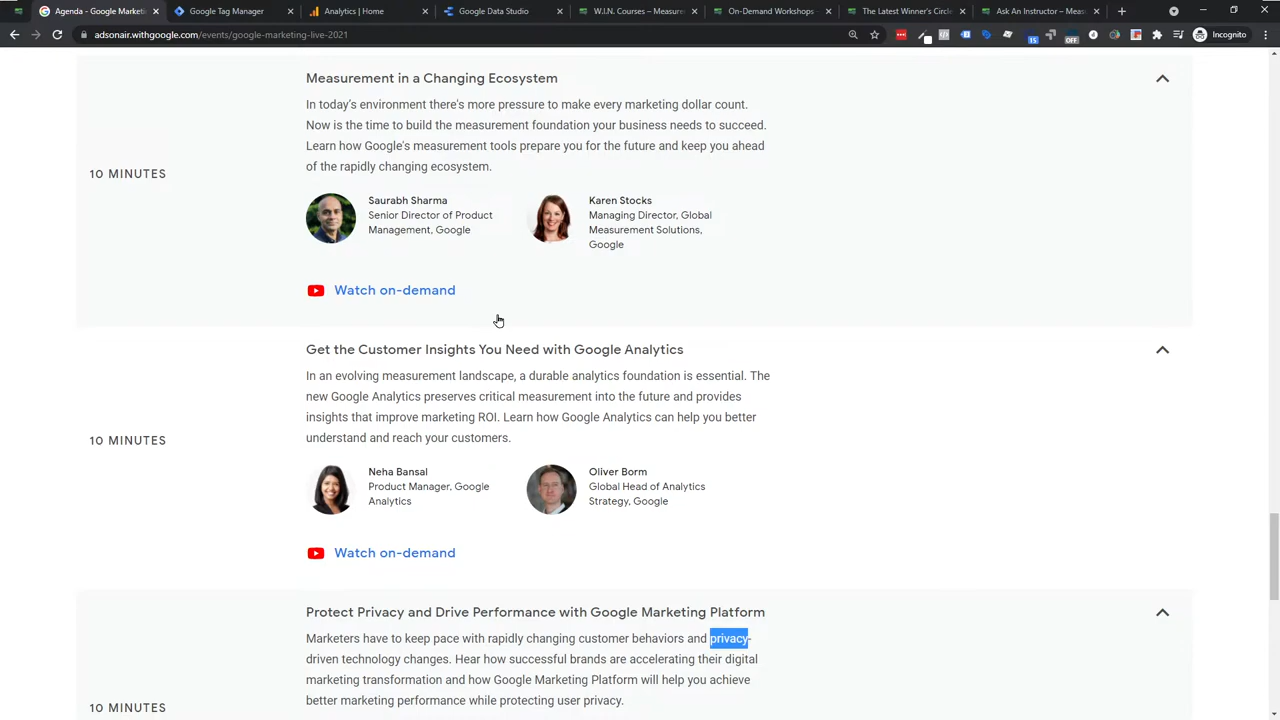 Agenda - Google Marketi
Google Tag Manager
Analytics | Home
Google Data Studio
W.I.N. Courses – Measure
On-Demand Workshops
The Latest Winner's Circle
Ask An Instructor – Meas
adsonair.withgoogle.com/events/google-marketing-live-2021
15
OFF
Incognito
Measurement in a Changing Ecosystem
In today's environment there's more pressure to make every marketing dollar count.
Now is the time to build the measurement foundation your business needs to succeed.
Learn how Google's measurement tools prepare you for the future and keep you ahead
of the rapidly changing ecosystem.
10 MINUTES
Saurabh Sharma
Senior Director of Product
Management, Google
Karen Stocks
Managing Director, Global
Measurement Solutions,
Google
Watch on-demand
Get the Customer Insights You Need with Google Analytics
In an evolving measurement landscape, a durable analytics foundation is essential. The
new Google Analytics preserves critical measurement into the future and provides
insights that improve marketing ROI. Learn how Google Analytics can help you better
understand and reach your customers.
10 MINUTES
Neha Bansal
Product Manager, Google
Analytics
Oliver Borm
Global Head of Analytics
Strategy, Google
Watch on-demand
Protect Privacy and Drive Performance with Google Marketing Platform
Marketers have to keep pace with rapidly changing customer behaviors and privacy-
driven technology changes. Hear how successful brands are accelerating their digital
marketing transformation and how Google Marketing Platform will help you achieve
better marketing performance while protecting user privacy.
10 MINUTES